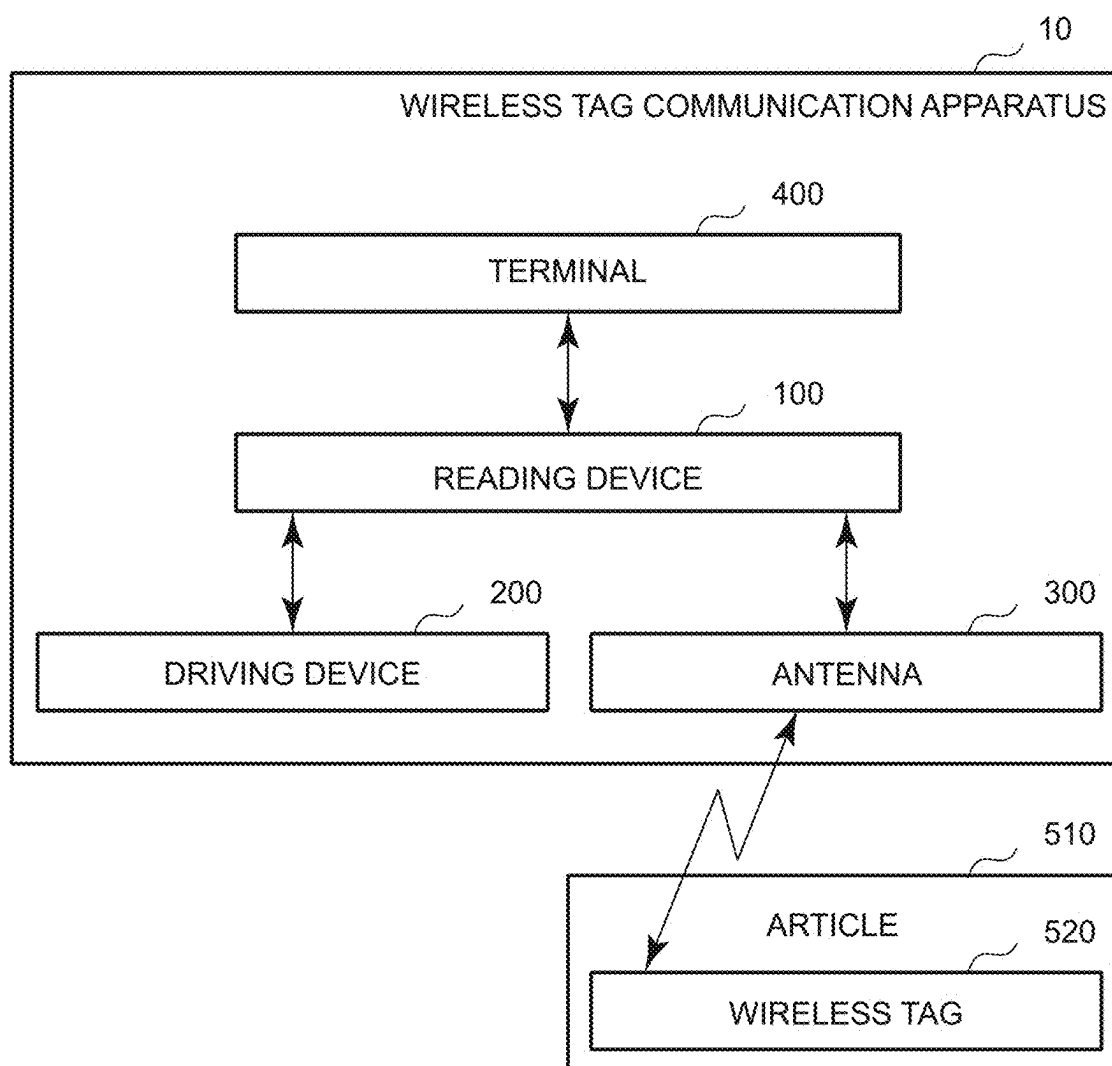 10
WIRELESS TAG COMMUNICATION APPARATUS
400
TERMINAL
100
READING DEVICE
200
300
DRIVING DEVICE
ANTENNA
510
ARTICLE
520
WIRELESS TAG